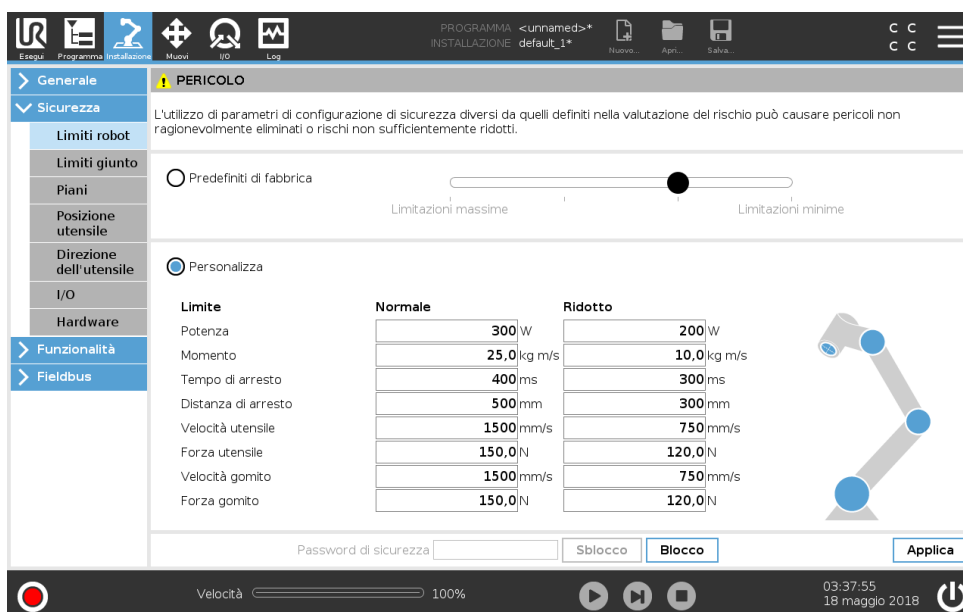 UR
PROGRAMMA <unnamed>*
INSTALLAZIONE default_1*
C C
C C
Esegui Programma Installazione Muovi I/O Log Nuovo... Apri... Salva...
Generale
Sicurezza
Limiti robot
Limiti giunto
Piani
Posizione
utensile
Direzione
dell'utensile
I/O
Hardware
Funzionalità
Fieldbus
PERICOLO
L'utilizzo di parametri di configurazione di sicurezza diversi da quelli definiti nella valutazione del rischio può causare pericoli non
ragionevolmente eliminati o rischi non sufficientemente ridotti.
Predefiniti di fabbrica
Limitazioni massime Limitazioni minime
Personalizza
Limite Normale Ridotto
Potenza 300 W 200 W
Momento 25,0 kg m/s 10,0 kg m/s
Tempo di arresto 400 ms 300 ms
Distanza di arresto 500 mm 300 mm
Velocità utensile 1500 mm/s 750 mm/s
Forza utensile 150,0 N 120,0 N
Velocità gomito 1500 mm/s 750 mm/s
Forza gomito 150,0 N 120,0 N
Password di sicurezza Sblocco Blocco Applica
Velocità 100%
03:37:55
18 maggio 2018